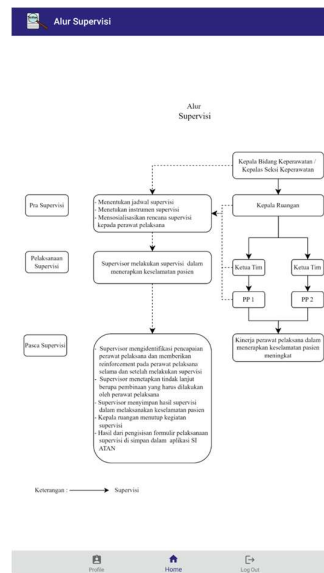 Alur Supervisi
Alur
Supervisi
Kepala Bidang Keperawatan /
Kepalas Seksi Keperawatan
Pra Supervisi
- Menentukan jadwal supervisi
- Menetukan instrumen supervisi
- Mensosialisasikan rencana supervisi
kepada perawat pelaksana
Kepala Ruangan
Pelaksanaan
Supervisi
Supervisor melakukan supervisi dalam
menerapkan keselamatan pasien
Ketua Tim
Ketua Tim
PP 1
PP 2
Pasca Supervisi
- Supervisor mengidentifikasi pencapaian
perawat pelaksana dan memberikan
reinforcement pada perawat pelaksana
selama dan setelah melakukan supervisi
- Supervisor menetapkan tindak lanjut
berupa pembinaan yang harus dilakukan
oleh perawat pelaksana
- Supervisor menyimpan hasil supervisi
dalam melaksanakan keselamatan pasien
- Kepala ruangan menutup kegiatan
supervisi
- Hasil dari pengisian formulir pelaksanaan
supervisi di simpan dalam aplikasi SI
ATAN
Kinerja perawat pelaksana dalam
menerapkan keselamatan pasien
meningkat
Keterangan : Supervisi
Profile
Home
Log Out